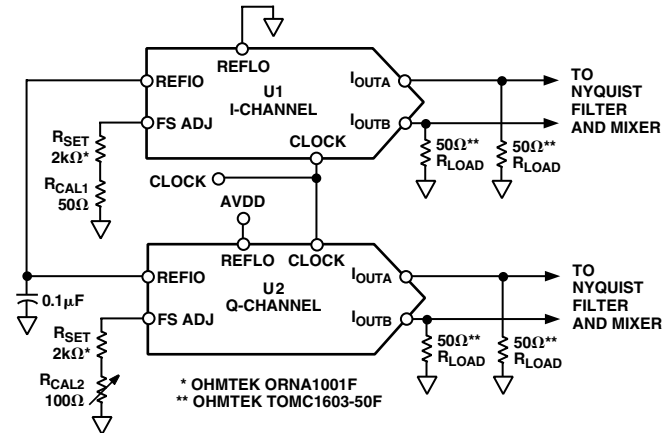 REFLO
REFIO
U1
I-CHANNEL
I_OUTA
I_OUTB
FS ADJ
CLOCK
R_SET
2kΩ*
R_CAL1
50Ω
CLOCK
50Ω**
R_LOAD
50Ω**
R_LOAD
TO
NYQUIST
FILTER
AND MIXER
AVDD
REFLO
CLOCK
REFIO
U2
Q-CHANNEL
I_OUTA
I_OUTB
FS ADJ
0.1μF
R_SET
2kΩ*
R_CAL2
100Ω
50Ω**
R_LOAD
50Ω**
R_LOAD
TO
NYQUIST
FILTER
AND MIXER
* OHMTEK ORNA1001F
** OHMTEK TOMC1603-50F